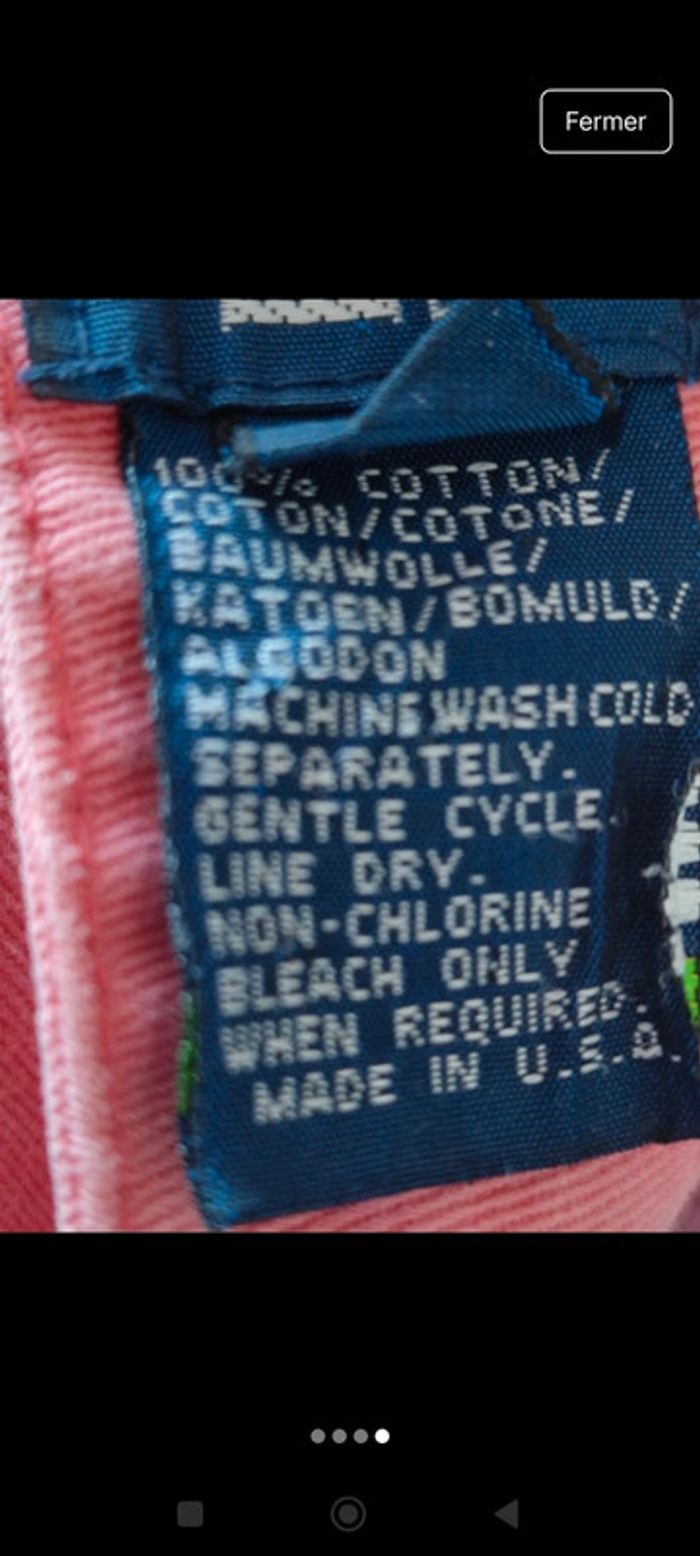 Fermer
100% COTTON/
COTON/COTONE/
BAUMWOLLE/
KATOEN/BOMULD/
ALGODON
MACHINE WASH COLD
SEPARATELY.
GENTLE CYCLE.
LINE DRY.
NON-CHLORINE
BLEACH ONLY
WHEN REQUIRED.
MADE IN U.S.A.